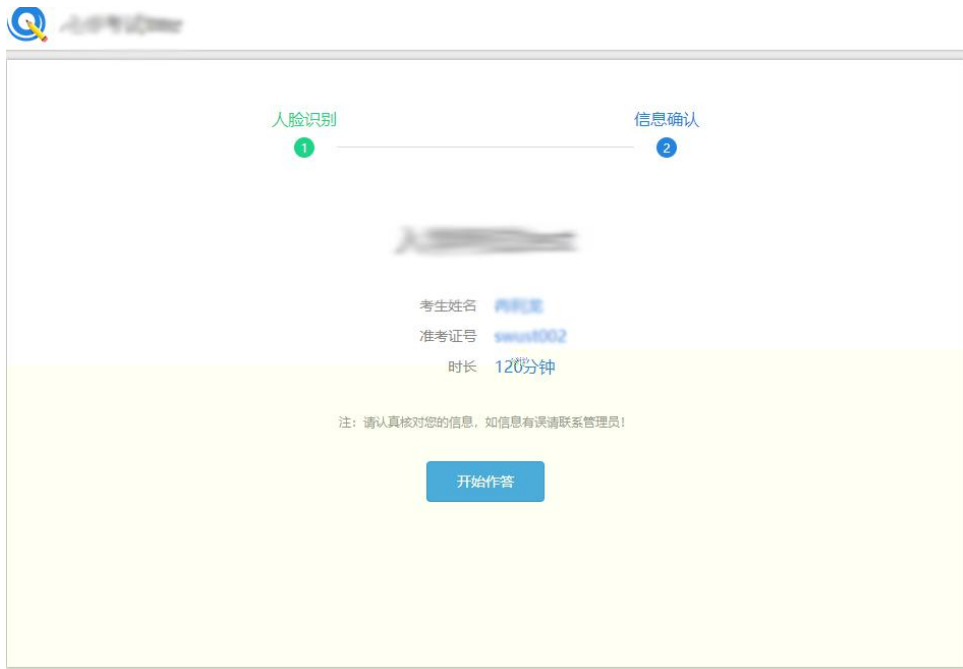 人脸识别
信息确认
1
2
考生姓名
准考证号 swust002
时长 120分钟
注：请认真核对您的信息，如信息有误请联系管理员！
开始作答